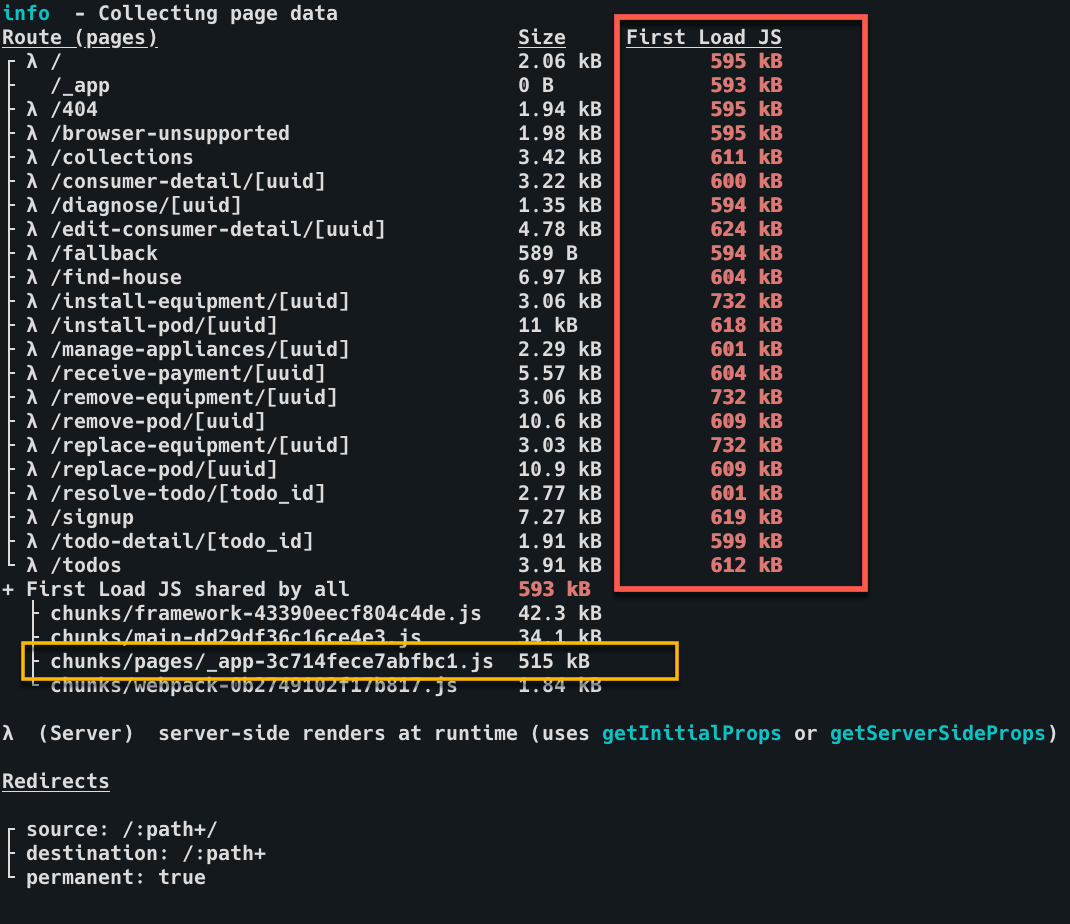 info  - Collecting page data
Route (pages) Size First Load JS
┌ λ / 2.06 kB 595 kB
├   /_app 0 B 593 kB
├ λ /404 1.94 kB 595 kB
├ λ /browser-unsupported 1.98 kB 595 kB
├ λ /collections 3.42 kB 611 kB
├ λ /consumer-detail/[uuid] 3.22 kB 600 kB
├ λ /diagnose/[uuid] 1.35 kB 594 kB
├ λ /edit-consumer-detail/[uuid] 4.78 kB 624 kB
├ λ /fallback 589 B 594 kB
├ λ /find-house 6.97 kB 604 kB
├ λ /install-equipment/[uuid] 3.06 kB 732 kB
├ λ /install-pod/[uuid] 11 kB 618 kB
├ λ /manage-appliances/[uuid] 2.29 kB 601 kB
├ λ /receive-payment/[uuid] 5.57 kB 604 kB
├ λ /remove-equipment/[uuid] 3.06 kB 732 kB
├ λ /remove-pod/[uuid] 10.6 kB 609 kB
├ λ /replace-equipment/[uuid] 3.03 kB 732 kB
├ λ /replace-pod/[uuid] 10.9 kB 609 kB
├ λ /resolve-todo/[todo_id] 2.77 kB 601 kB
├ λ /signup 7.27 kB 619 kB
├ λ /todo-detail/[todo_id] 1.91 kB 599 kB
└ λ /todos 3.91 kB 612 kB
+ First Load JS shared by all 593 kB
├ chunks/framework-43390eecf804c4de.js 42.3 kB
├ chunks/main-dd29df36c16ce4e3.js 34.1 kB
├ chunks/pages/_app-3c714fece7abfbc1.js 515 kB
└ chunks/webpack-0b2749102f17b817.js 1.84 kB
λ  (Server)  server-side renders at runtime (uses getInitialProps or getServerSideProps)
Redirects
┌ source: /:path+/
├ destination: /:path+
└ permanent: true